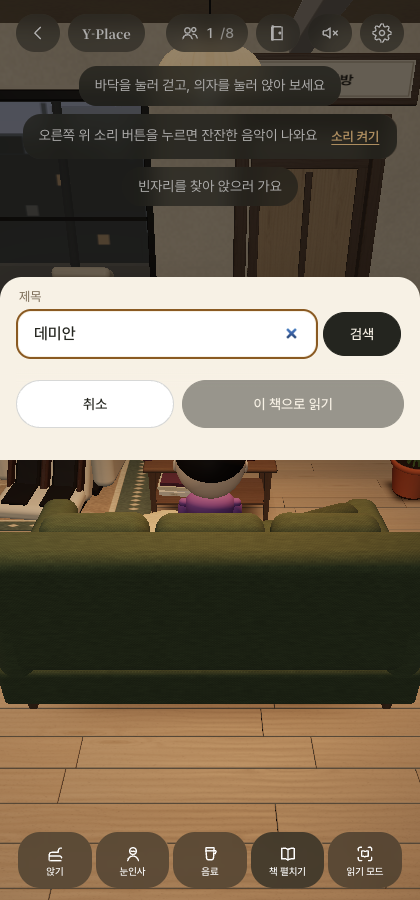 Y·Place
1 /8
방
바닥을 눌러 걷고, 의자를 눌러 앉아 보세요
오른쪽 위 소리 버튼을 누르면 잔잔한 음악이 나와요 소리 켜기
빈자리를 찾아 앉으러 가요
제목
데미안
검색
취소
이 책으로 읽기
앉기
눈인사
음료
책 펼치기
읽기 모드